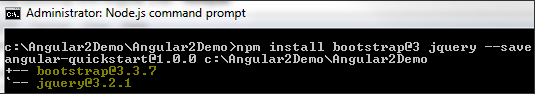 Administrator: Node.js command prompt
c:\Angular2Demo\Angular2Demo>npm install bootstrap@3 jquery --save
angular-quickstart@1.0.0 c:\Angular2Demo\Angular2Demo
+-- bootstrap@3.3.7
`-- jquery@3.2.1